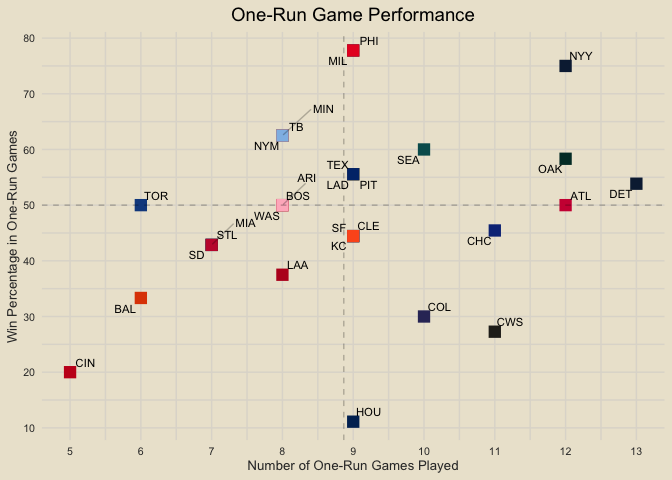 One-Run Game Performance
Win Percentage in One-Run Games
80
70
60
50
40
30
20
10
PHI
MIL
NYY
MIN
TB
NYM
SEA
OAK
TEX
LAD
PIT
ARI
BOS
WAS
TOR
DET
ATL
MIA
STL
SD
SF
CLE
KC
CHC
LAA
BAL
COL
CWS
CIN
HOU
5 6 7 8 9 10 11 12 13
Number of One-Run Games Played